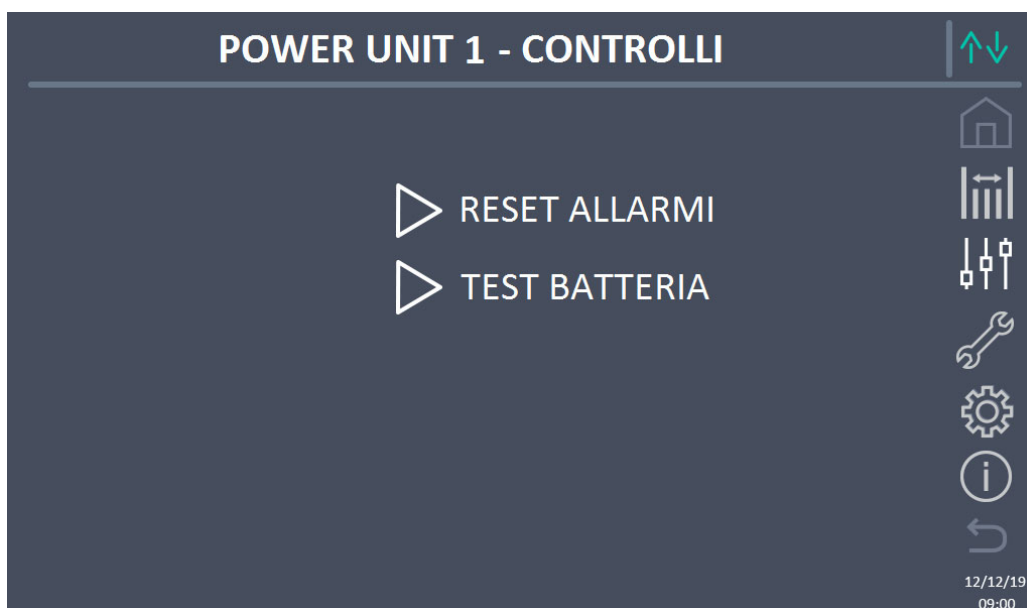 POWER UNIT 1 - CONTROLLI
RESET ALLARMI
TEST BATTERIA
12/12/19
09:00